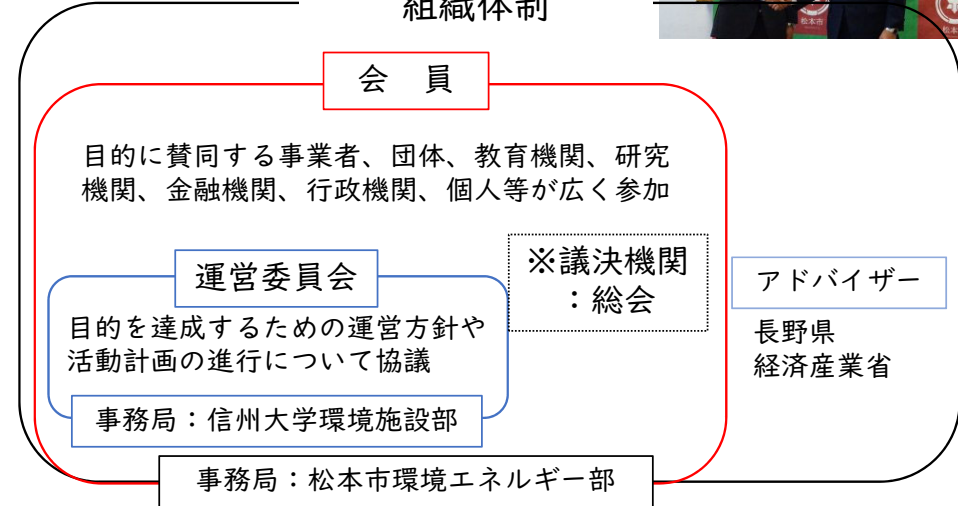 組織体制
松本市
会　員
目的に賛同する事業者、団体、教育機関、研究
機関、金融機関、行政機関、個人等が広く参加
※議決機関
：総会
運営委員会
目的を達成するための運営方針や
活動計画の進行について協議
事務局：信州大学環境施設部
アドバイザー
長野県
経済産業省
事務局：松本市環境エネルギー部